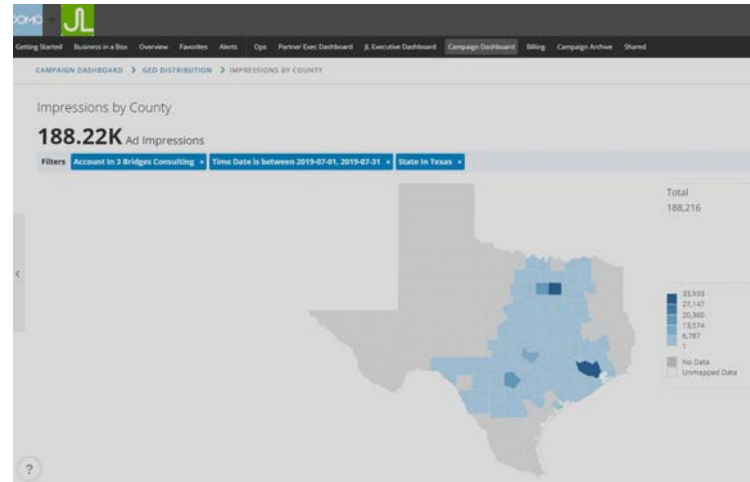 DOMO + JL
Getting Started Business in a Box Overview Favorites Alerts Ops Partner Exec Dashboard JL Executive Dashboard Campaign Dashboard Billing Campaign Archive Shared
CAMPAIGN DASHBOARD > GEO DISTRIBUTION > IMPRESSIONS BY COUNTY
Impressions by County
188.22K Ad Impressions
Filters Account In 3 Bridges Consulting × Time Date is between 2019-07-01, 2019-07-31 × State In Texas ×
Total
188,216
<
33,933
27,147
20,360
13,574
6,787
1
No Data
Unmapped Data
?